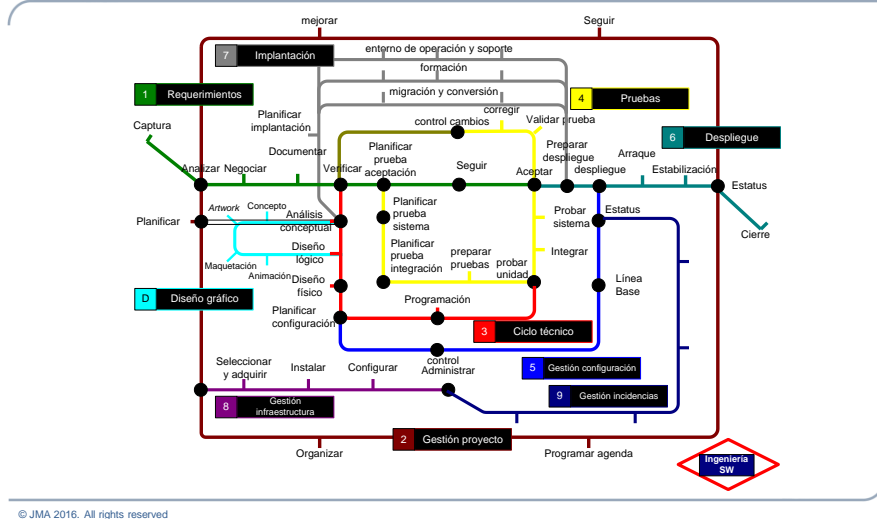 mejorar
Seguir
7 Implantación
entorno de operación y soporte
formación
migración y conversión
1 Requerimientos
4 Pruebas
corregir
control cambios
Validar prueba
Planificar
implantación
Captura
6 Despliegue
Documentar
Planificar
prueba
aceptación
Preparar
despliegue
Arraque
Analizar
Negociar
Verificar
Seguir
Aceptar
despliegue
Estabilización
Estatus
Planificar
Artwork
Concepto
Análisis
conceptual
Planificar
prueba
sistema
Probar
sistema
Estatus
Cierre
Diseño
lógico
Planificar
prueba
integración
preparar
pruebas
probar
unidad
Integrar
Maquetación
Animación
Diseño
físico
Línea
Base
D Diseño gráfico
Programación
Planificar
configuración
3 Ciclo técnico
Seleccionar
y adquirir
Instalar
Configurar
control
Administrar
5 Gestión configuración
8 Gestión
infraestructura
9 Gestión incidencias
2 Gestión proyecto
Organizar
Programar agenda
Ingeniería
SW
© JMA 2016. All rights reserved